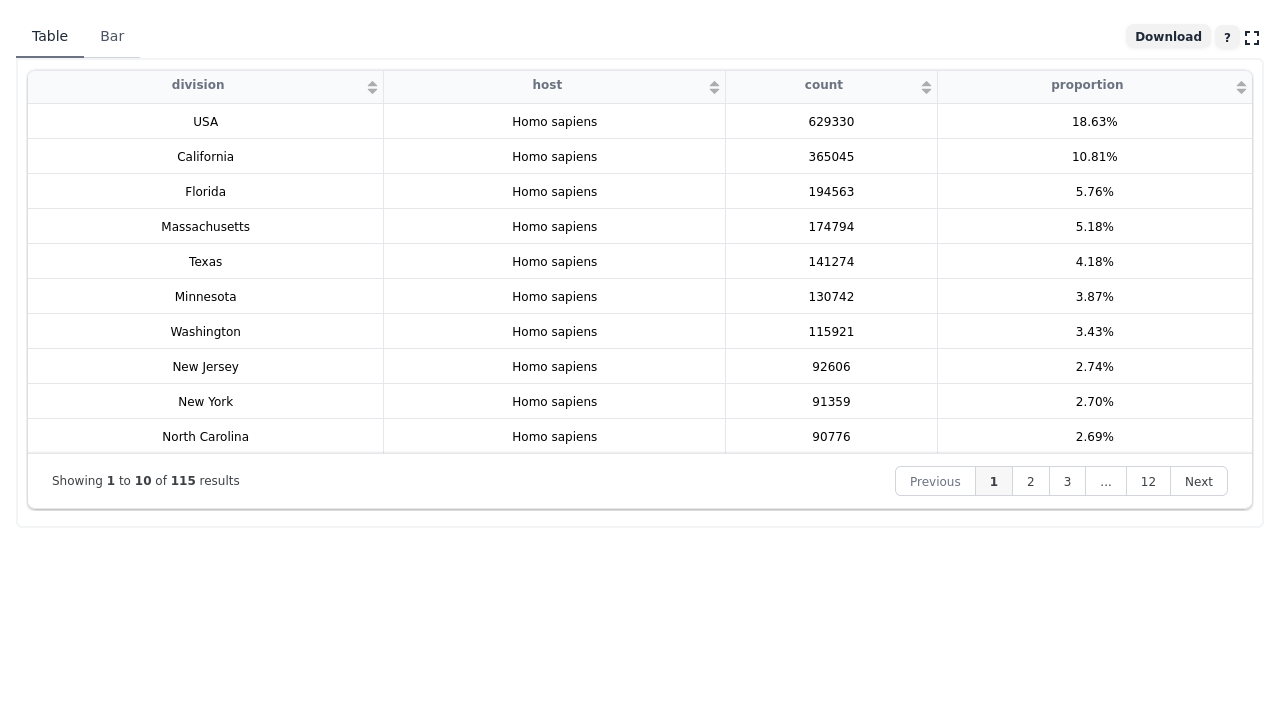 Table Bar Download ?
division host count proportion
USA Homo sapiens 629330 18.63%
California Homo sapiens 365045 10.81%
Florida Homo sapiens 194563 5.76%
Massachusetts Homo sapiens 174794 5.18%
Texas Homo sapiens 141274 4.18%
Minnesota Homo sapiens 130742 3.87%
Washington Homo sapiens 115921 3.43%
New Jersey Homo sapiens 92606 2.74%
New York Homo sapiens 91359 2.70%
North Carolina Homo sapiens 90776 2.69%
Showing 1 to 10 of 115 results Previous 1 2 3 ... 12 Next